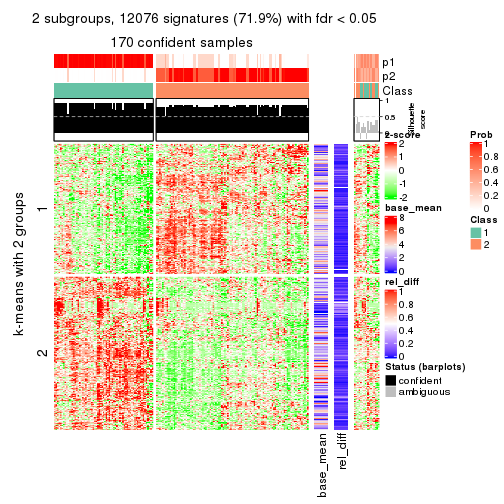 2 subgroups, 12076 signatures (71.9%) with fdr < 0.05
170 confident samples
p1
p2
Class
1
0.5
0
Silhouette
score
k-means with 2 groups
1
2
base_mean
rel_diff
z-score
2
1
0
-1
-2
base_mean
8
6
4
2
0
rel_diff
1
0.8
0.6
0.4
0.2
0
Status (barplots)
confident
ambiguous
Prob
1
0.8
0.6
0.4
0.2
0
Class
1
2